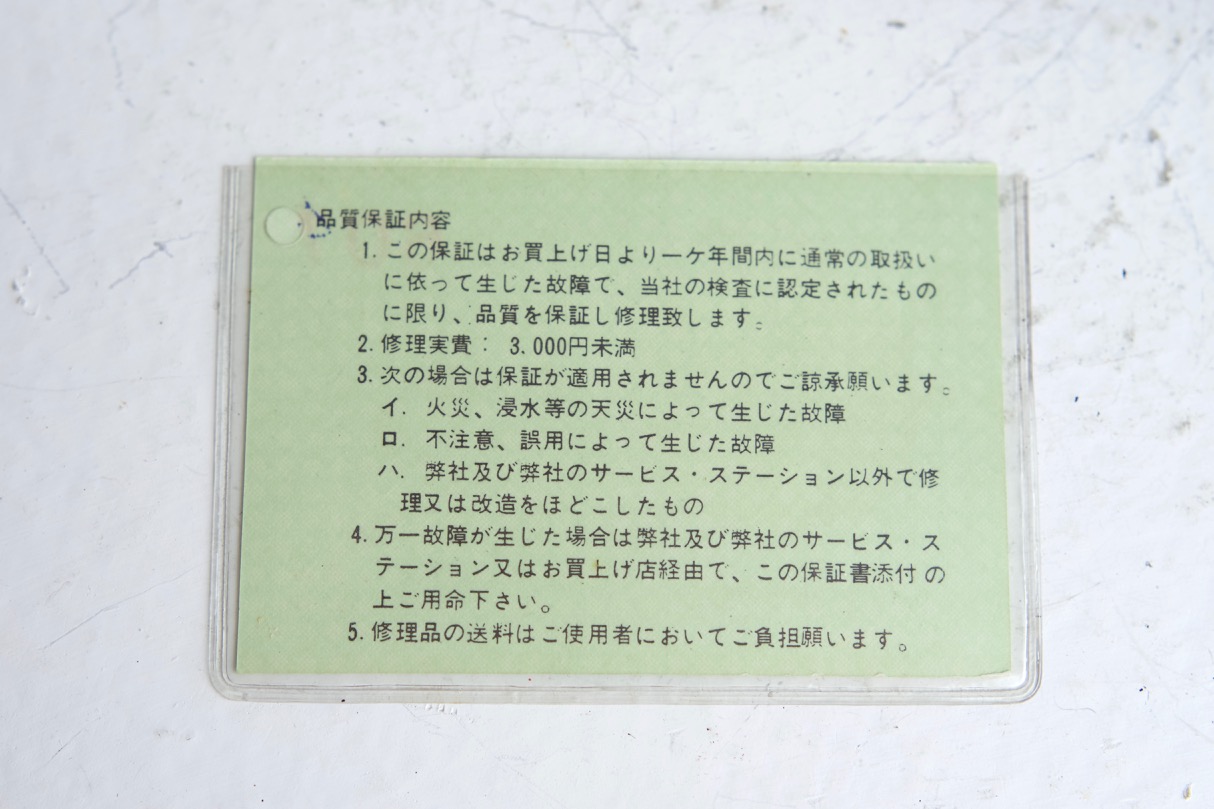 品質保証内容
1. この保証はお買上げ日より一ケ年間内に通常の取扱い
に依って生じた故障で、当社の検査に認定されたもの
に限り、品質を保証し修理致します。
2. 修理実費： 3.000円未満
3. 次の場合は保証が適用されませんのでご諒承願います。
イ. 火災、浸水等の天災によって生じた故障
ロ. 不注意、誤用によって生じた故障
ハ. 弊社及び弊社のサービス・ステーション以外で修
理又は改造をほどこしたもの
4. 万一故障が生じた場合は弊社及び弊社のサービス・ス
テーション又はお買上げ店経由で、この保証書添付 の
上ご用命下さい。
5. 修理品の送料はご使用者においてご負担願います。